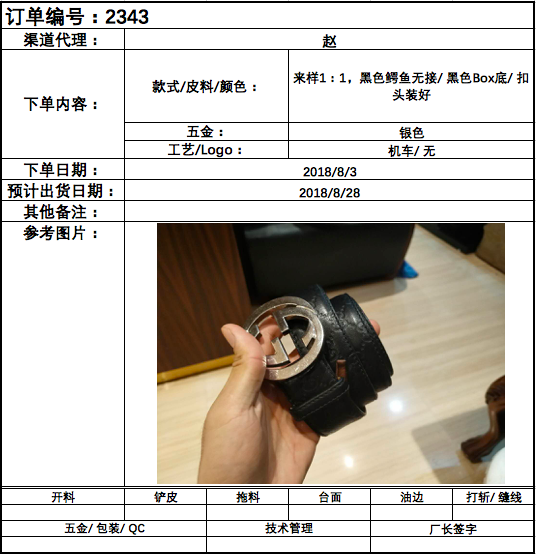 订单编号：2343
渠道代理： 赵
下单内容： 款式/皮料/颜色： 来样1：1，黑色鳄鱼无接/ 黑色Box底/ 扣
头装好
五金： 银色
工艺/Logo： 机车/ 无
下单日期： 2018/8/3
预计出货日期： 2018/8/28
其他备注：
参考图片：
开料 铲皮 拖料 台面 油边 打斩/ 缝线
五金/ 包装/ QC 技术管理 厂长签字